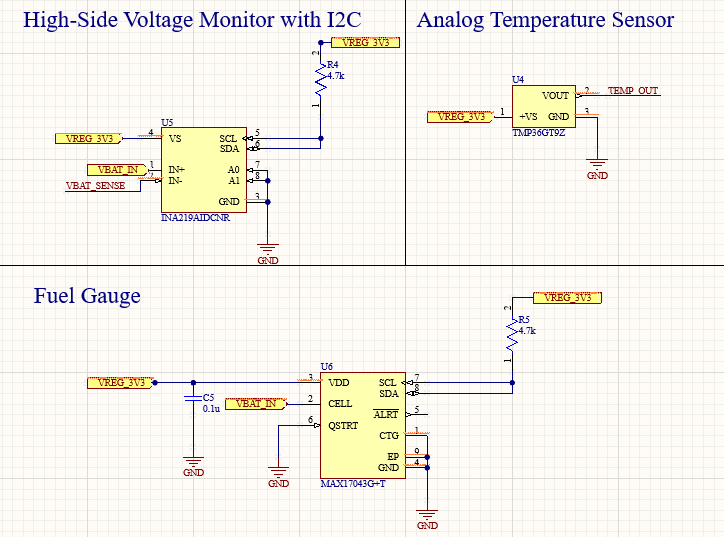 High-Side Voltage Monitor with I2C
VREG_3V3
2
R4
4.7k
1
U5
VREG_3V3
4
VS
SCL
5
SDA
6
VBAT_IN
1
IN+
A0
7
VBAT_SENSE
2
IN-
A1
8
GND
3
INA219AIDCNR
GND
Analog Temperature Sensor
U4
VOUT
2
TEMP_OUT
VREG_3V3
1
+VS
GND
3
TMP36GT9Z
GND
Fuel Gauge
VREG_3V3
2
R5
4.7k
1
U6
VREG_3V3
3
VDD
SCL
7
SDA
8
C5
0.1u
VBAT_IN
2
CELL
ALRT
5
6
QSTRT
CTG
1
EP
9
GND
4
MAX17043G+T
GND
GND
GND